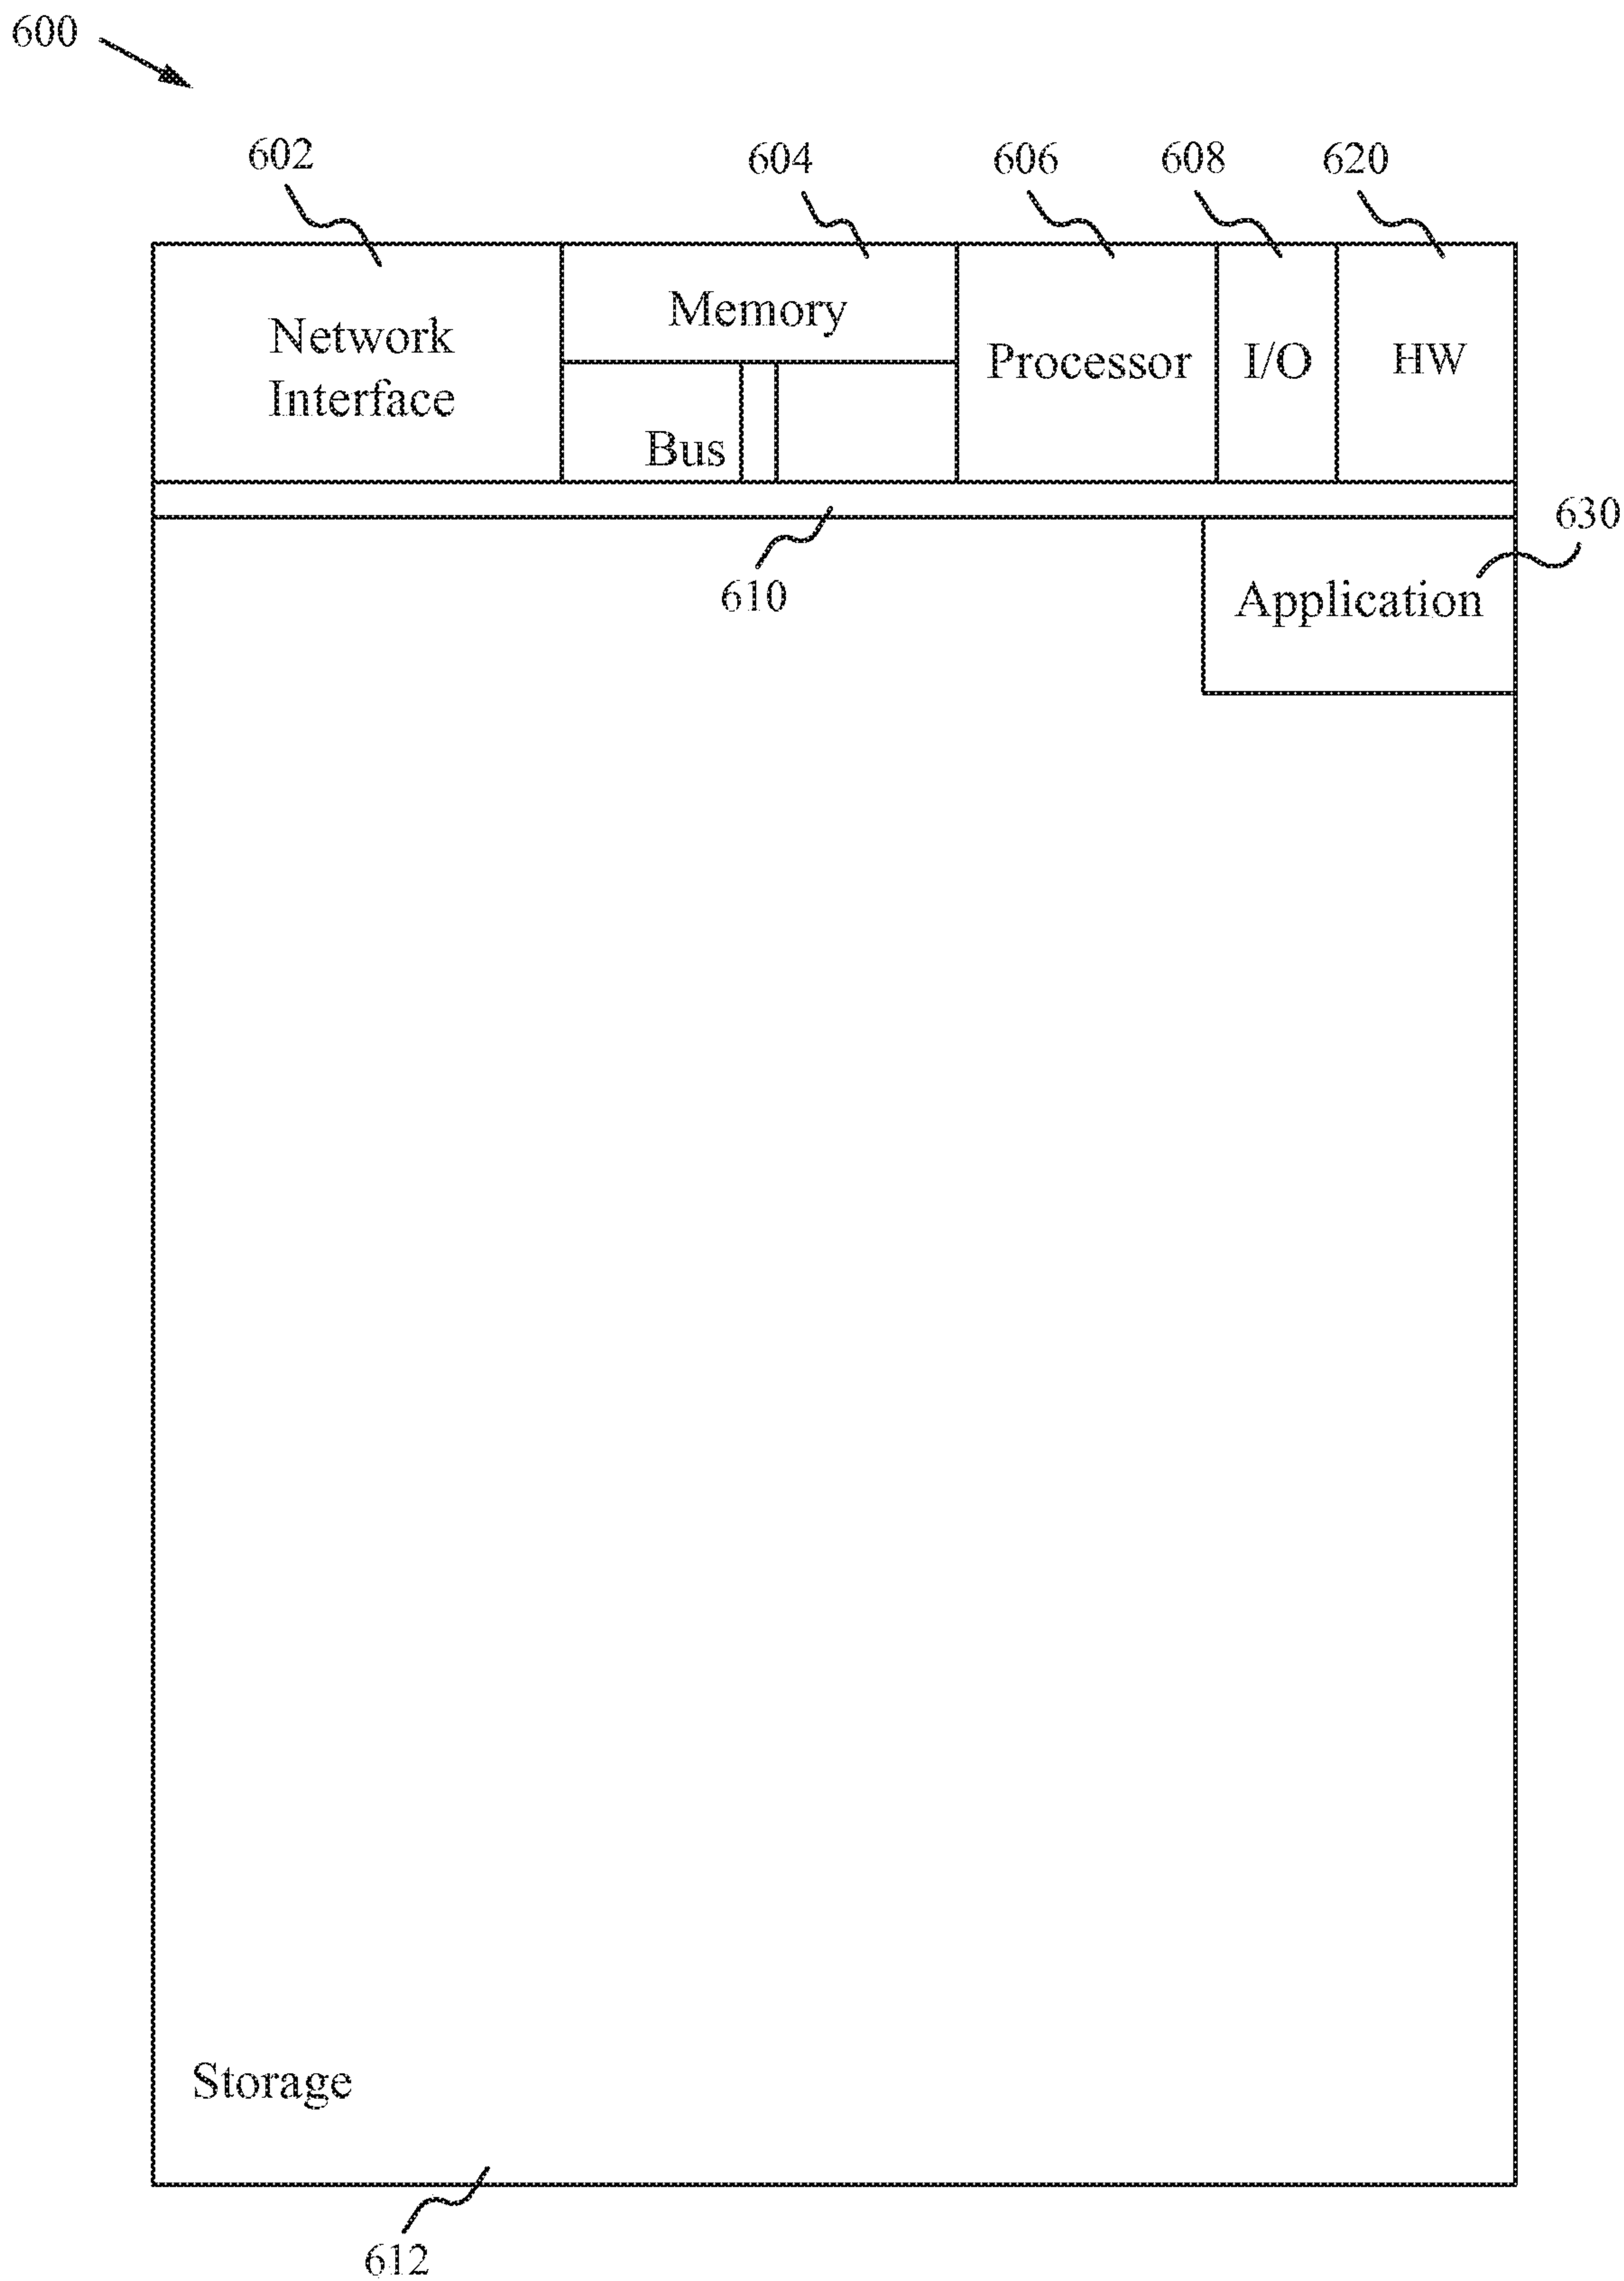 600
602
604
606
608
620
Network
Interface
Memory
Bus
Processor
I/O
HW
610
630
Application
Storage
612